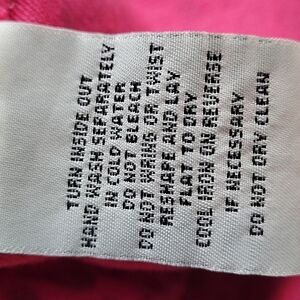 TURN INSIDE OUT
HAND WASH SEPARATELY
IN COLD WATER
DO NOT BLEACH
DO NOT WRING OR TWIST
RESHAPE AND LAY
FLAT TO DRY
COOL IRON ON REVERSE
IF NECESSARY
DO NOT DRY CLEAN